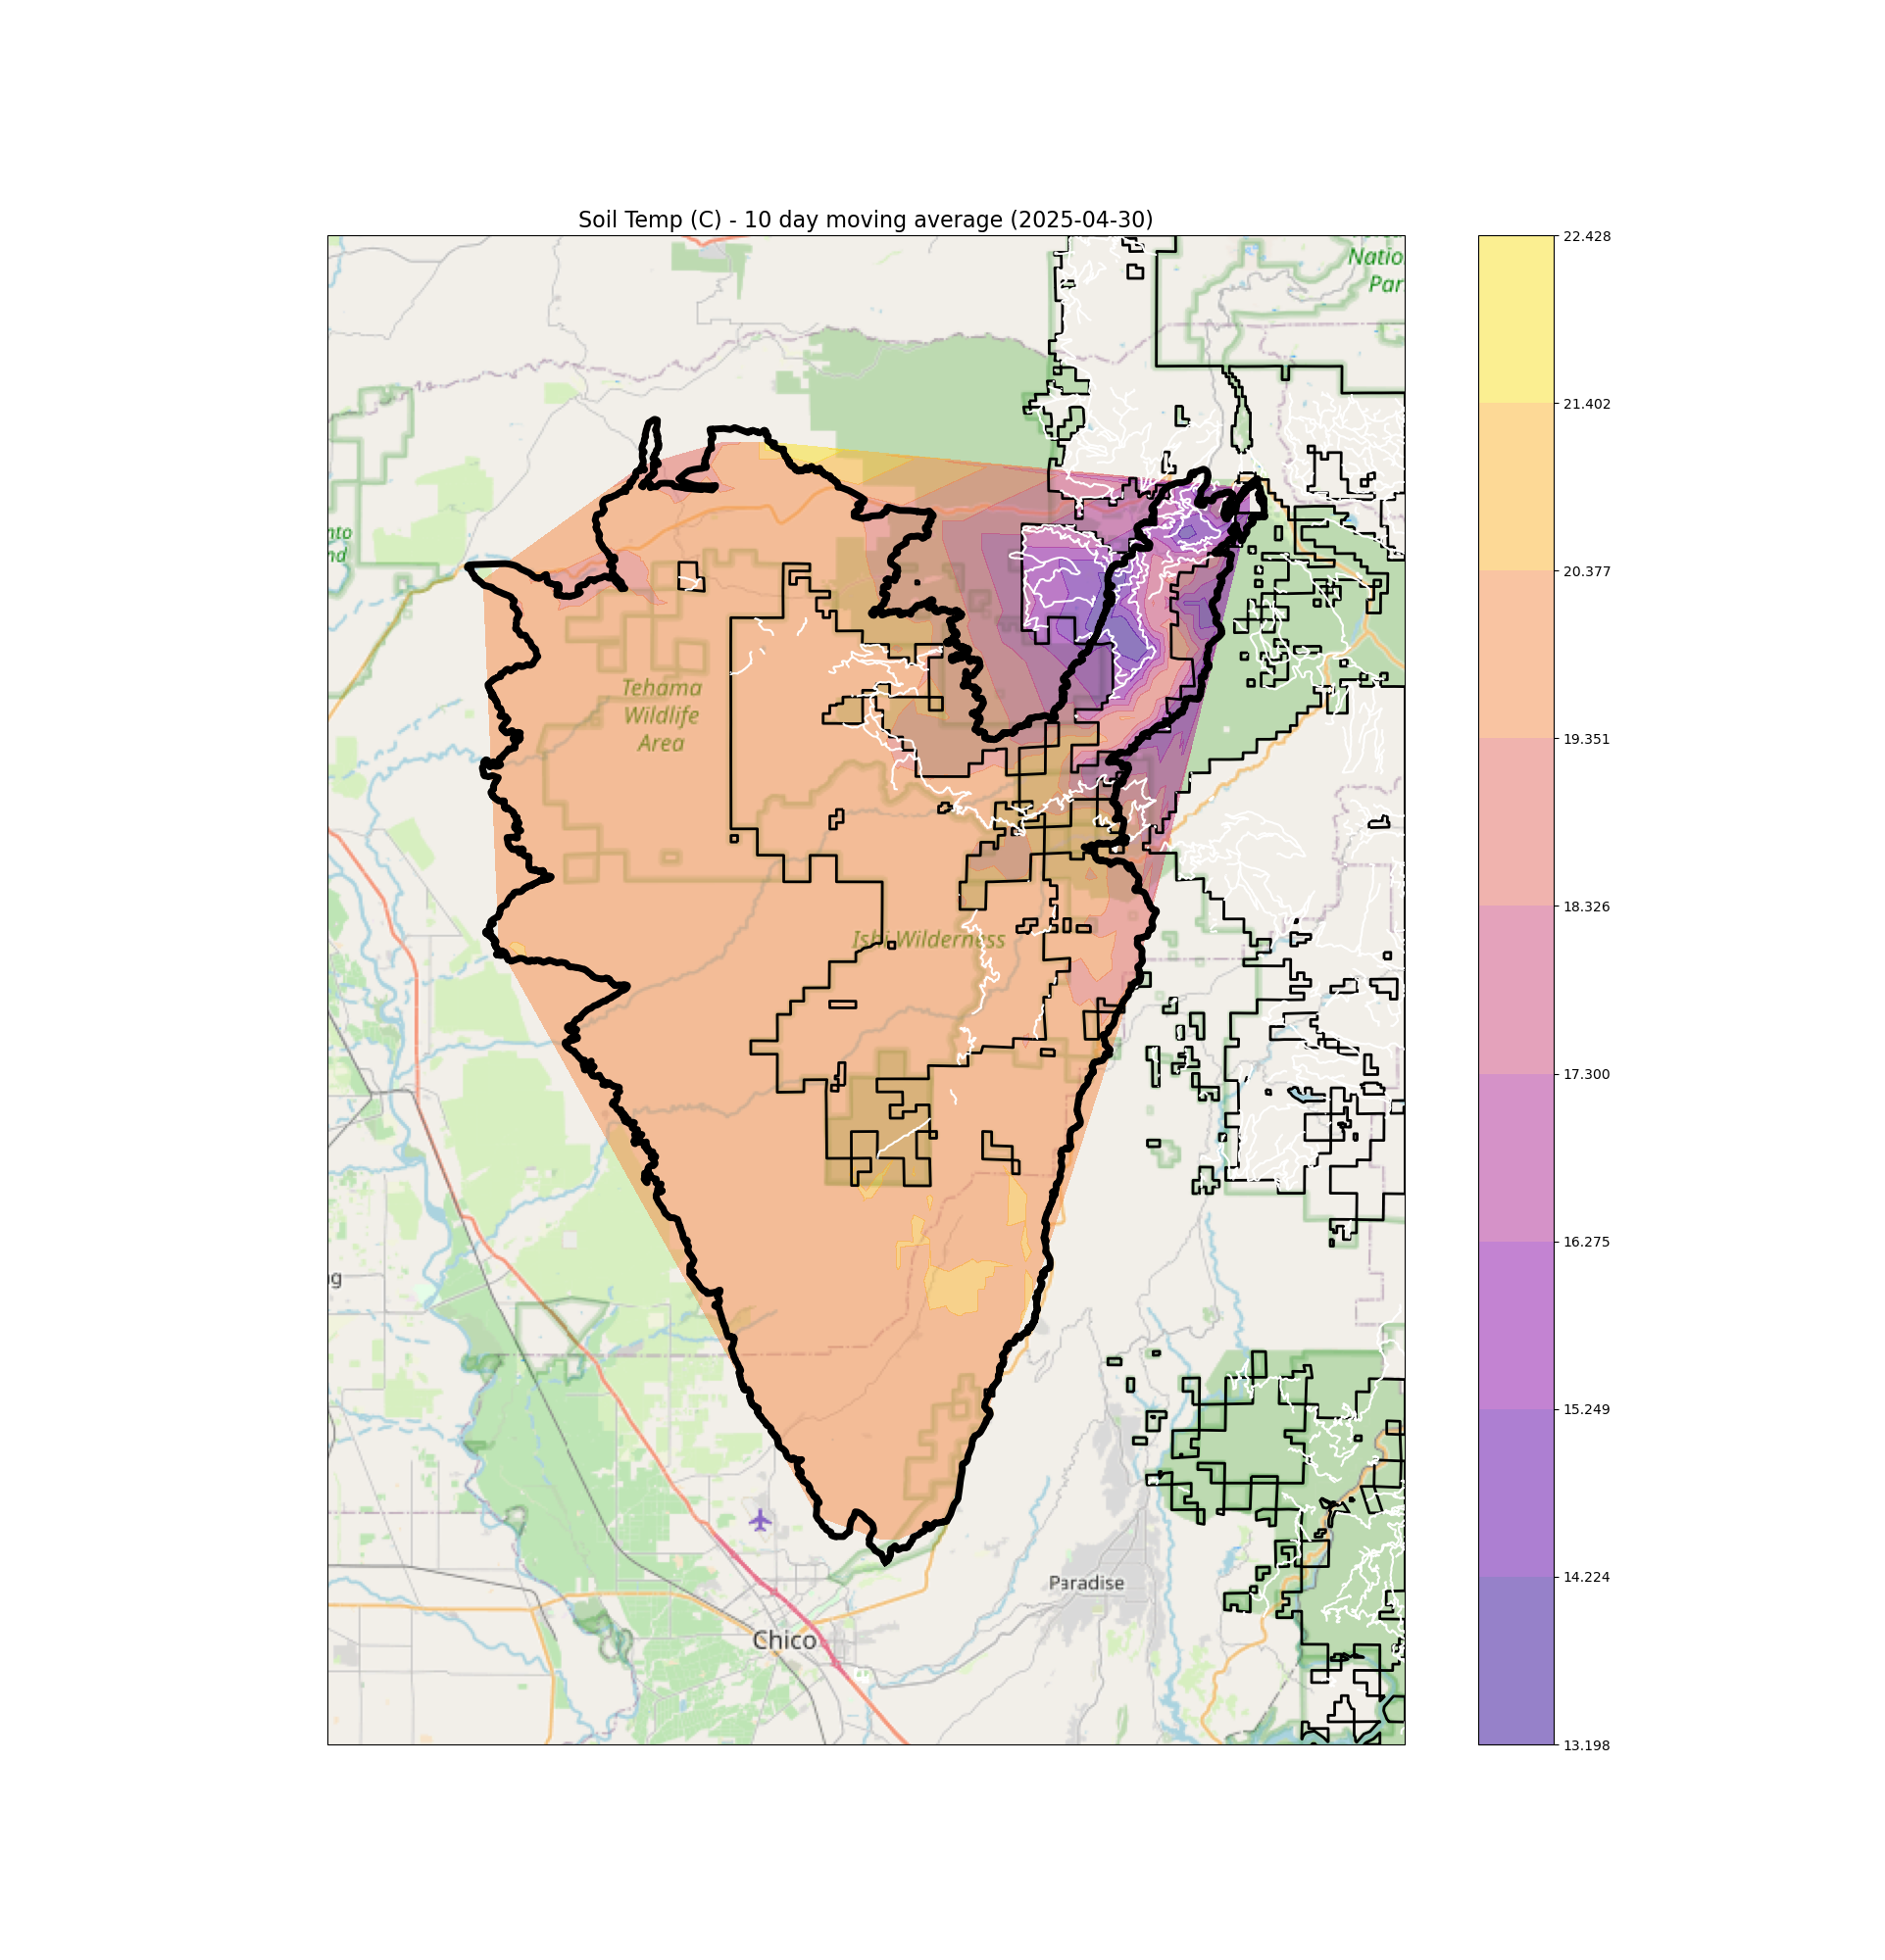 Soil Temp (C) - 10 day moving average (2025-04-30)
Natio
Par
nto
nd
Tehama
Wildlife
Area
Ishi Wilderness
Paradise
Chico
22.428
21.402
20.377
19.351
18.326
17.300
16.275
15.249
14.224
13.198